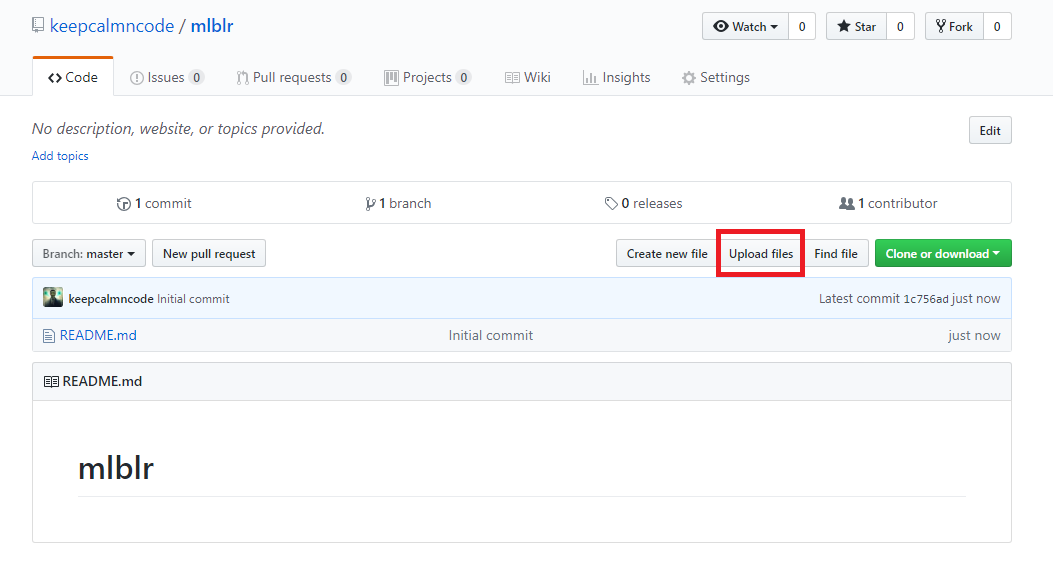 keepcalmncode / mlblr
Watch 0 Star 0 Fork 0
Code Issues 0 Pull requests 0 Projects 0 Wiki Insights Settings
No description, website, or topics provided.
Edit
Add topics
1 commit 1 branch 0 releases 1 contributor
Branch: master New pull request Create new file Upload files Find file Clone or download
keepcalmncode Initial commit Latest commit 1c756ad just now
README.md Initial commit just now
README.md
mlblr